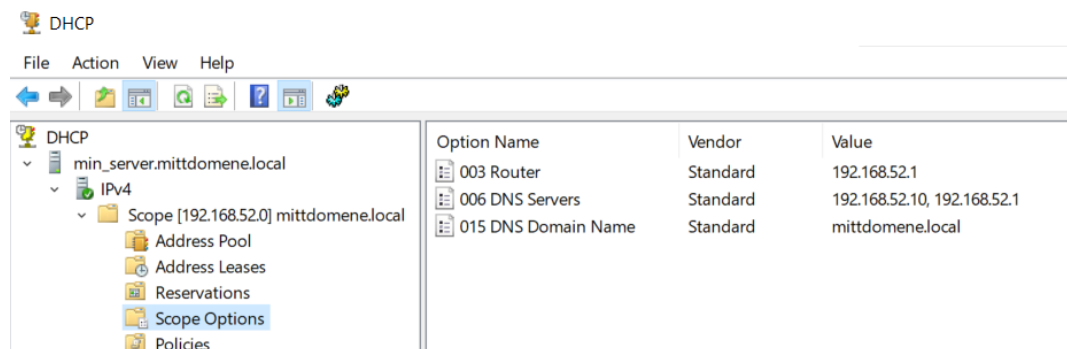 DHCP
File Action View Help
DHCP
min_server.mittdomene.local
IPv4
Scope [192.168.52.0] mittdomene.local
Address Pool
Address Leases
Reservations
Scope Options
Policies
Option Name Vendor Value
003 Router Standard 192.168.52.1
006 DNS Servers Standard 192.168.52.10, 192.168.52.1
015 DNS Domain Name Standard mittdomene.local